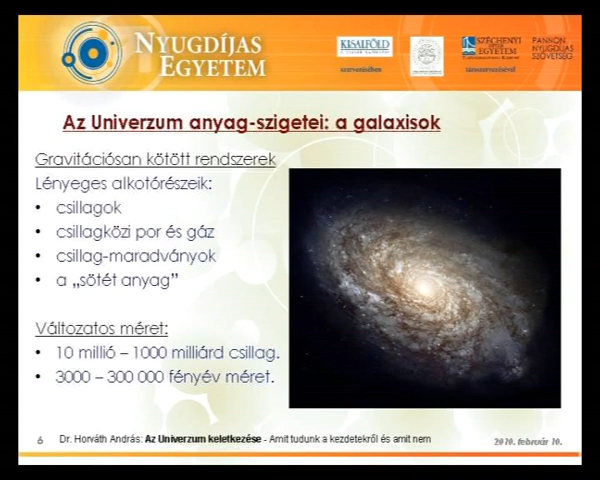 NYUGDÍJAS
EGYETEM
KISALFÖLD
szervezésében
SZÉCHENYI
EGYETEM
társszervezésével
PANNON
NYUGDÍJAS
SZÖVETSÉG
Az Univerzum anyag-szigetei: a galaxisok
Gravitációsan kötött rendszerek
Lényeges alkotórészeik:
• csillagok
• csillagközi por és gáz
• csillag-maradványok
• a „sötét anyag”
Változatos méret:
• 10 millió – 1000 milliárd csillag.
• 3000 – 300 000 fényév méret.
6
Dr. Horváth András: Az Univerzum keletkezése - Amit tudunk a kezdetekről és amit nem
2010. február 10.